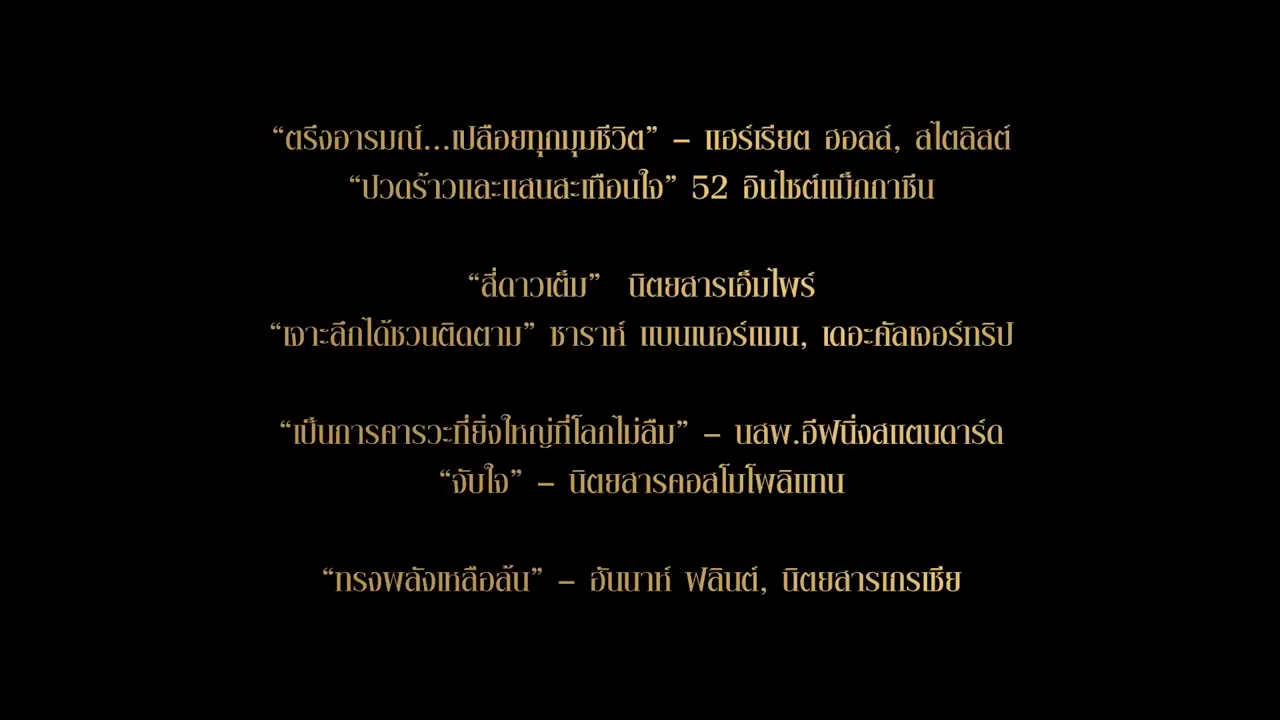 “ตรึงอารมณ์...เปลือยทุกมุมชีวิต” – แฮร์เรียต ฮอลล์, สไตลิสต์
“ปวดร้าวและแสนสะเทือนใจ” 52 อินไซต์แม็กกาซีน
“สี่ดาวเต็ม” นิตยสารเอ็มไพร์
“เจาะลึกได้ชวนติดตาม” ซาราห์ แบนเนอร์แมน, เดอะคัลเจอร์ทริป
“เป็นการคารวะที่ยิ่งใหญ่ที่โลกไม่ลืม” – นสพ.อีฟนิ่งสแตนดาร์ด
“จับใจ” – นิตยสารคอสโมโพลิแทน
“ทรงพลังเหลือล้น” – ฮันนาห์ ฟลินต์, นิตยสารเกรเซีย